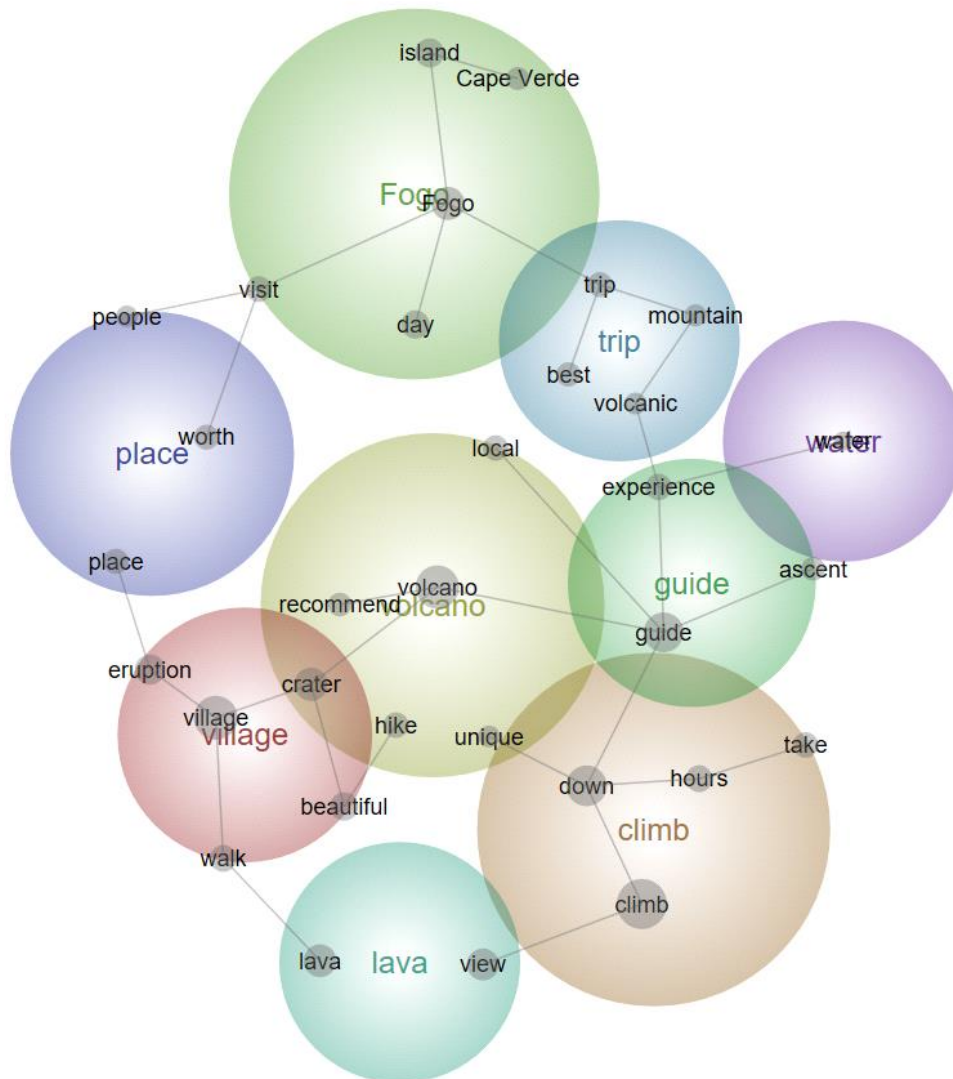 island
Cape Verde
Fogo
Fogo
visit
trip
people
day
mountain
trip
best
volcanic
worth
place
local
water
water
experience
place
ascent
volcano
guide
recommend
volcano
guide
eruption
crater
village
village
hike
unique
take
down
hours
beautiful
climb
walk
climb
lava
lava
view